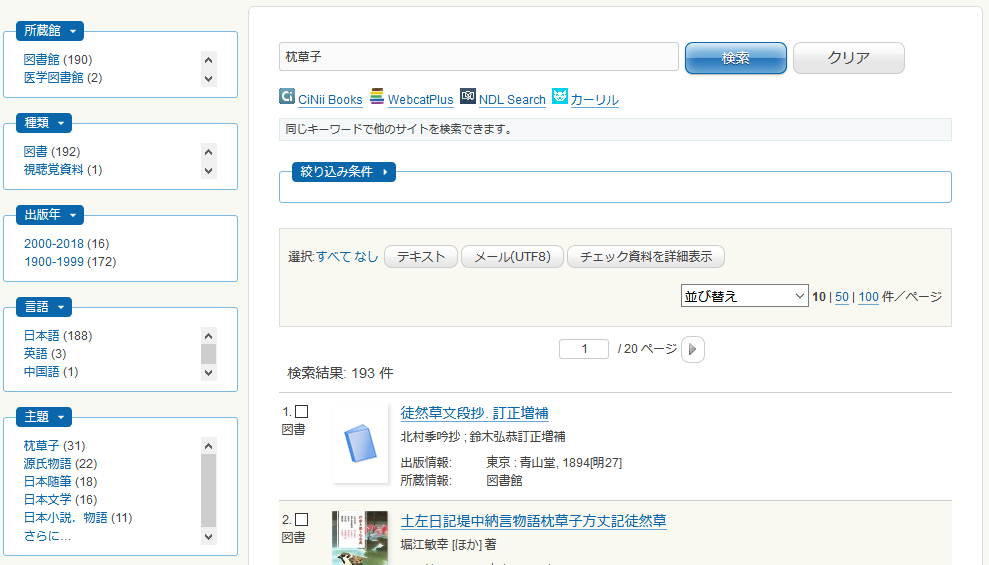 所蔵館
図書館 (190)
医学図書館 (2)
種類
図書 (192)
視聴覚資料 (1)
出版年
2000-2018 (16)
1900-1999 (172)
言語
日本語 (188)
英語 (3)
中国語 (1)
主題
枕草子 (31)
源氏物語 (22)
日本随筆 (18)
日本文学 (16)
日本小説．物語 (11)
さらに...
枕草子 検索 クリア
CiNii Books WebcatPlus NDL Search カーリル
同じキーワードで他のサイトを検索できます。
絞り込み条件
選択:すべて なし テキスト メール(UTF8) チェック資料を詳細表示
並び替え 10 | 50 | 100 件／ページ
1 / 20 ページ
検索結果: 193 件
1. 徒然草文段抄. 訂正増補
図書
北村季吟抄 ; 鈴木弘恭訂正増補
出版情報: 東京 : 青山堂, 1894[明27]
所蔵情報: 図書館
2. 土左日記堤中納言物語枕草子方丈記徒然草
図書
堀江敏幸 [ほか] 著